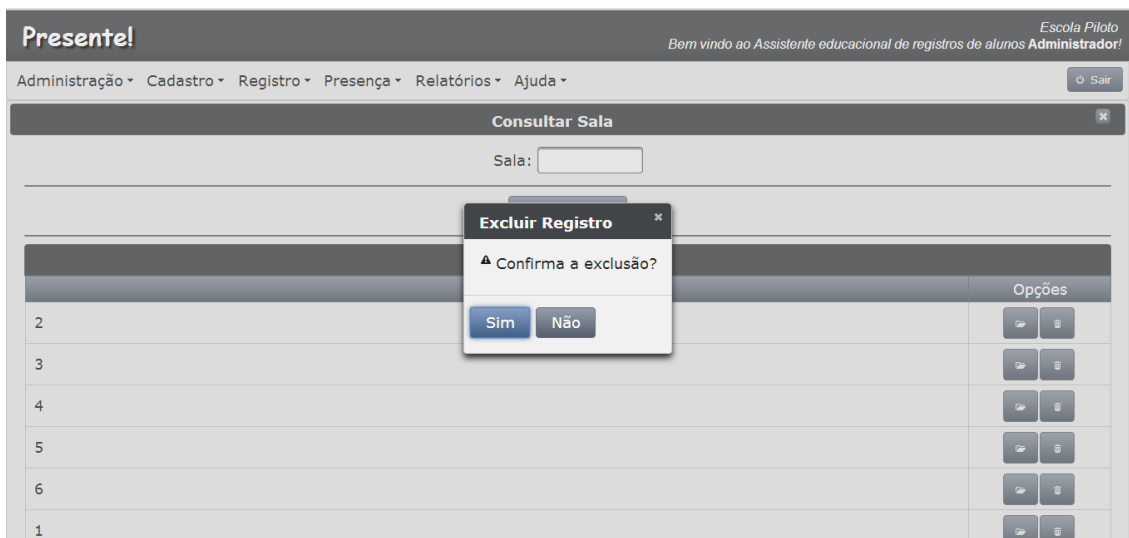 Presente!
Escola Piloto
Bem vindo ao Assistente educacional de registros de alunos Administrador!
Administração Cadastro Registro Presença Relatórios Ajuda
Sair
Consultar Sala
Sala:
Excluir Registro
Confirma a exclusão?
Sim Não
Opções
2
3
4
5
6
1